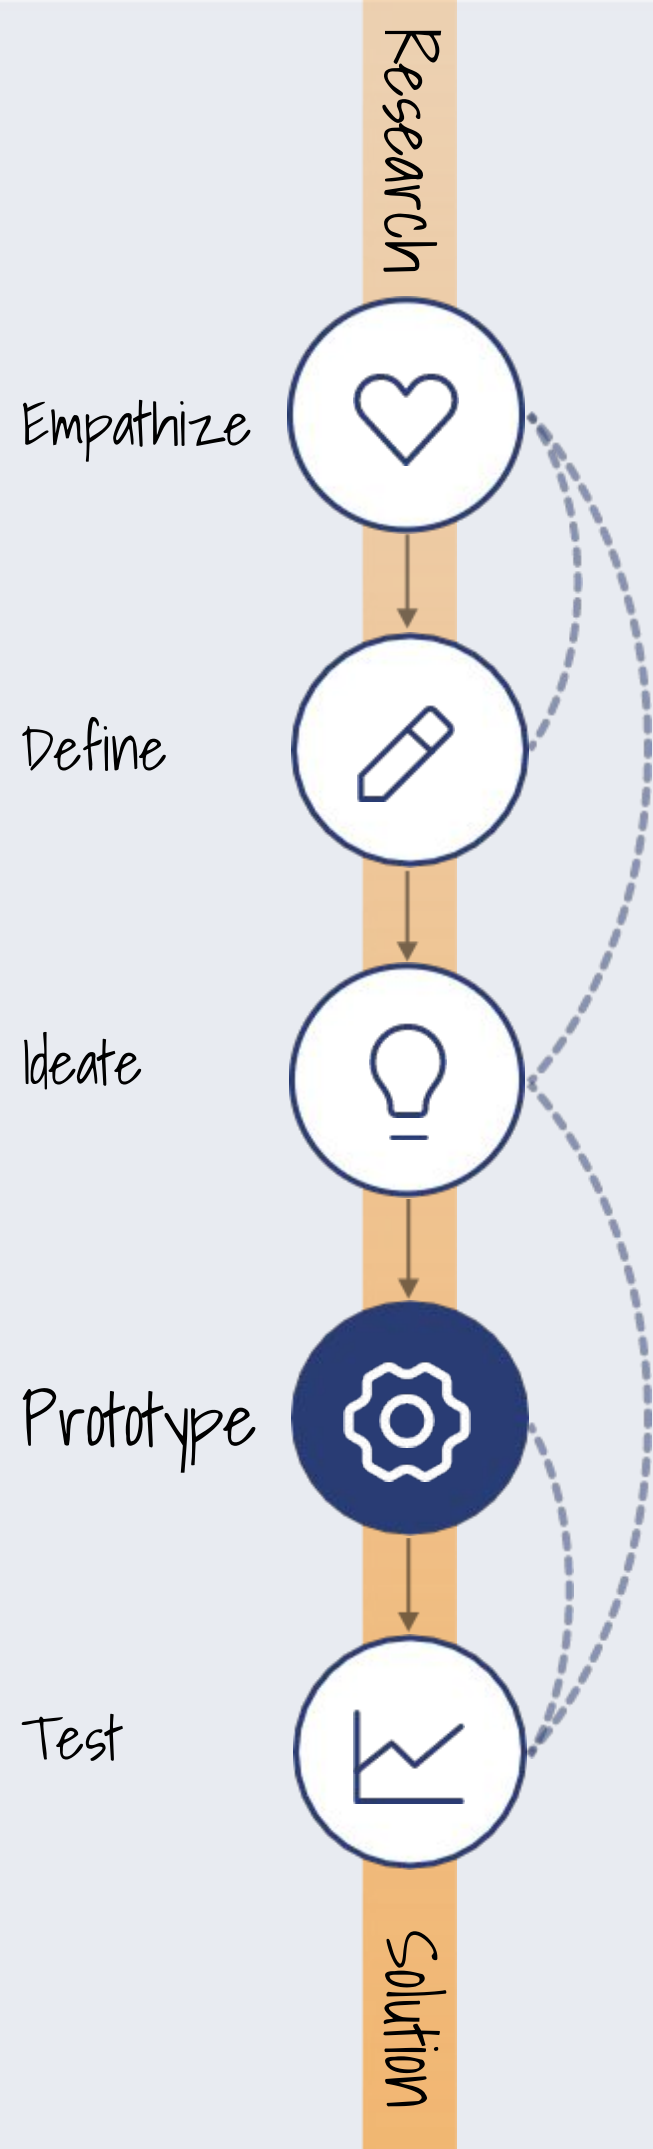 Research
Empathize
Define
Ideate
Prototype
Test
Solution